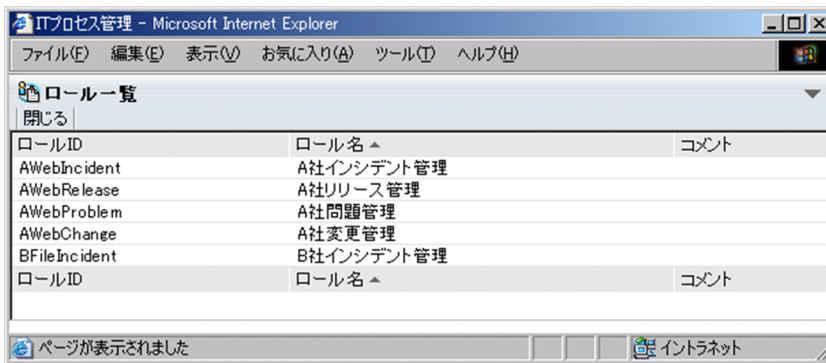 ITプロセス管理 - Microsoft Internet Explorer
ファイル(F) 編集(E) 表示(V) お気に入り(A) ツール(T) ヘルプ(H)
ロール一覧
閉じる
ロールID ロール名 ▲ コメント
AWebIncident A社インシデント管理
AWebRelease A社リリース管理
AWebProblem A社問題管理
AWebChange A社変更管理
BFileIncident B社インシデント管理
ロールID ロール名 ▲ コメント
ページが表示されました イントラネット